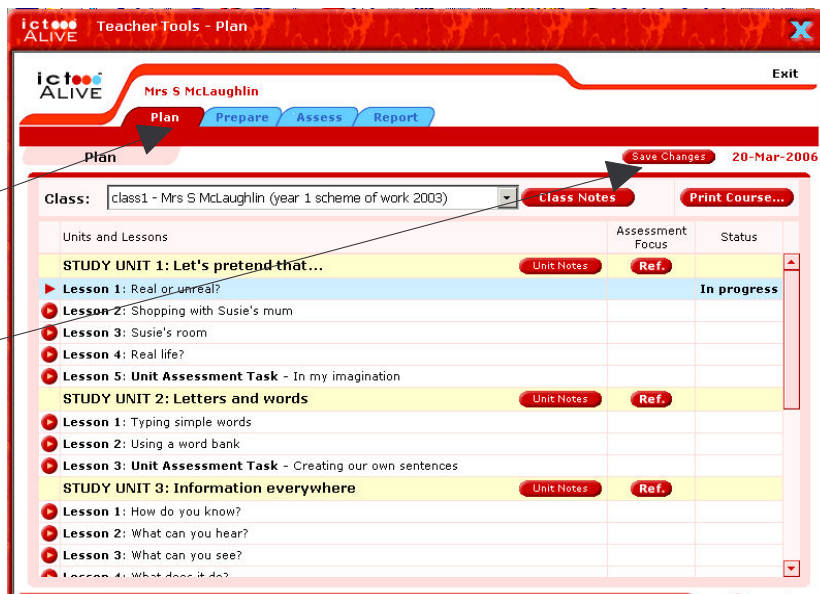 ict
ALIVE
Teacher Tools - Plan
X
ict
ALIVE
Mrs S McLaughlin
Exit
Plan Prepare Assess Report
Plan
Save Changes 20-Mar-2006
Class: class1 - Mrs S McLaughlin (year 1 scheme of work 2003) Class Notes Print Course...
Units and Lessons Assessment Focus Status
STUDY UNIT 1: Let's pretend that... Unit Notes Ref.
Lesson 1: Real or unreal? In progress
Lesson 2: Shopping with Susie's mum
Lesson 3: Susie's room
Lesson 4: Real life?
Lesson 5: Unit Assessment Task - In my imagination
STUDY UNIT 2: Letters and words Unit Notes Ref.
Lesson 1: Typing simple words
Lesson 2: Using a word bank
Lesson 3: Unit Assessment Task - Creating our own sentences
STUDY UNIT 3: Information everywhere Unit Notes Ref.
Lesson 1: How do you know?
Lesson 2: What can you hear?
Lesson 3: What can you see?
Lesson 4: What does it do?